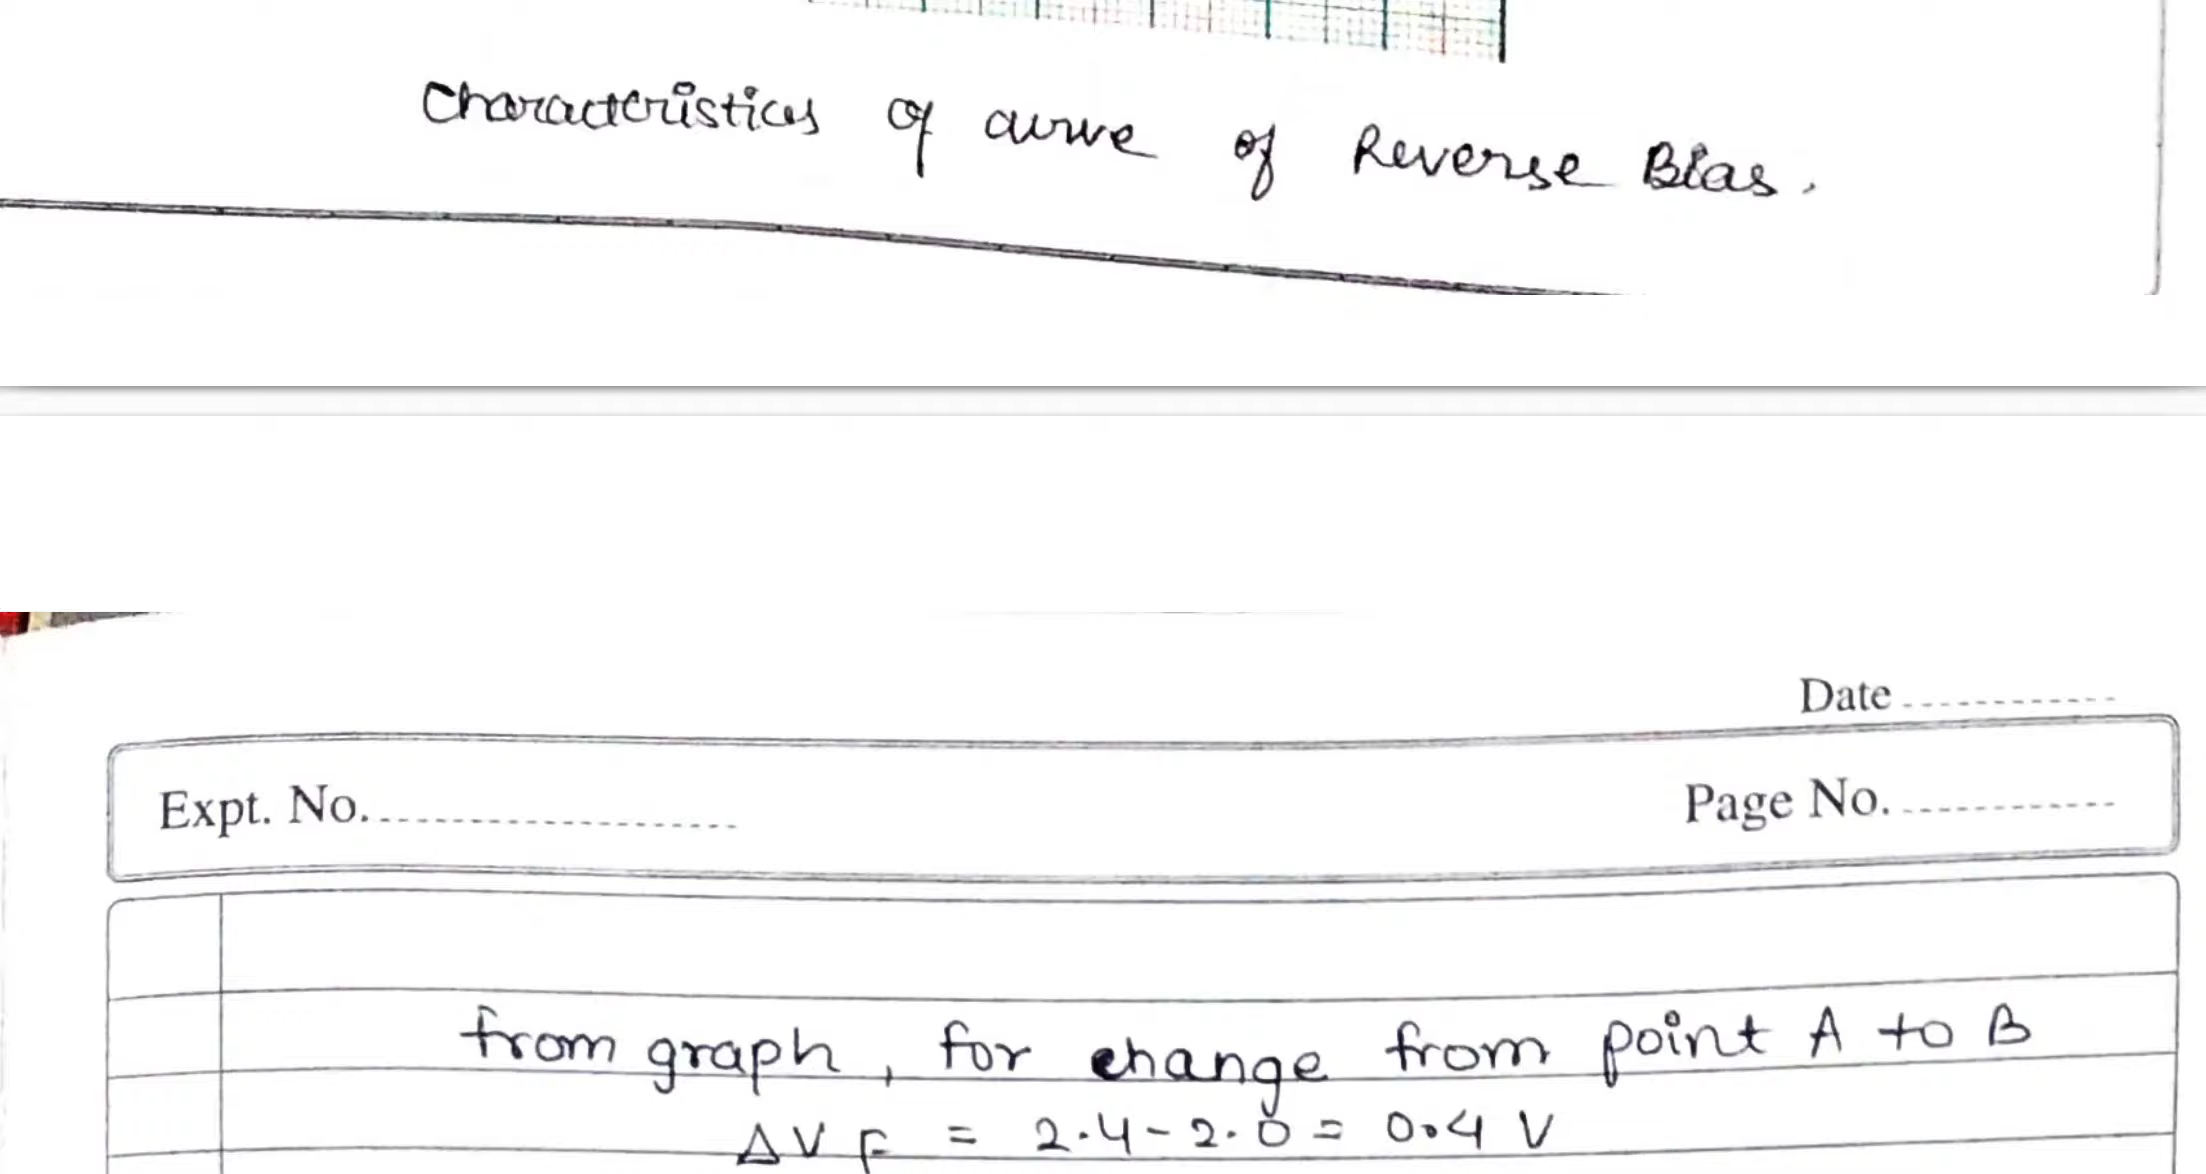 Characteristics of curve of Reverse Bias.
Date
Expt. No. Page No.
from graph, for change from point A to B
ΔV F = 2.4 - 2.0 = 0.4 V